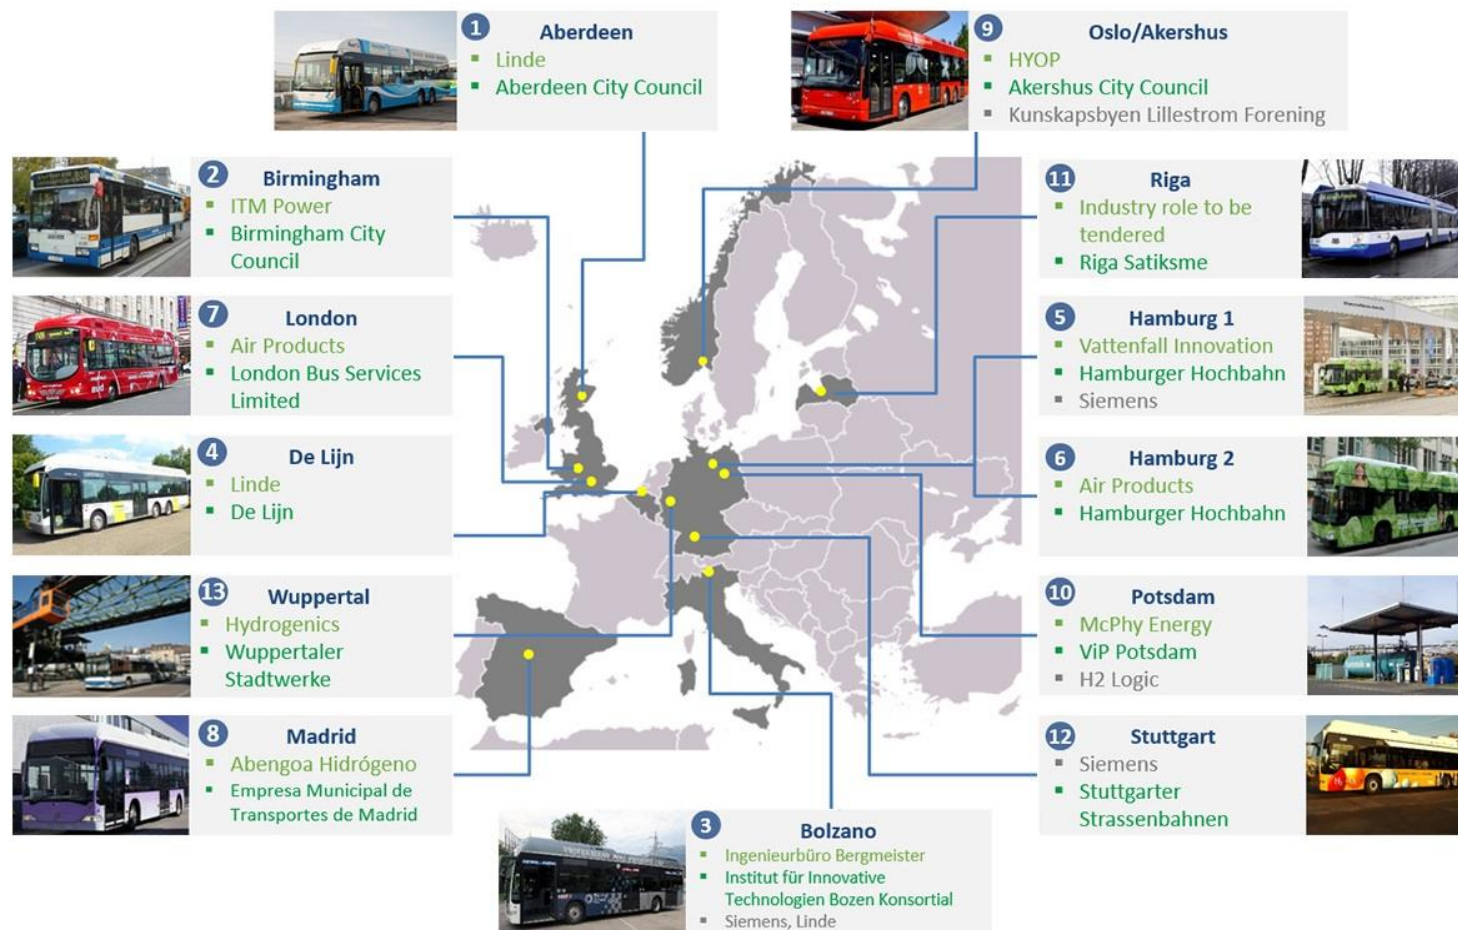 1
Aberdeen
Linde
Aberdeen City Council
9
Oslo/Akershus
HYOP
Akershus City Council
Kunskapsbyen Lillestrom Forening
2
Birmingham
ITM Power
Birmingham City
Council
11
Riga
Industry role to be
tendered
Riga Satiksme
7
London
Air Products
London Bus Services
Limited
5
Hamburg 1
Vattenfall Innovation
Hamburger Hochbahn
Siemens
4
De Lijn
Linde
De Lijn
6
Hamburg 2
Air Products
Hamburger Hochbahn
13
Wuppertal
Hydrogenics
Wuppertaler
Stadtwerke
10
Potsdam
McPhy Energy
ViP Potsdam
H2 Logic
8
Madrid
Abengoa Hidrógeno
Empresa Municipal de
Transportes de Madrid
12
Stuttgart
Siemens
Stuttgarter
Strassenbahnen
3
Bolzano
Ingenieurbüro Bergmeister
Institut für Innovative
Technologien Bozen Konsortial
Siemens, Linde